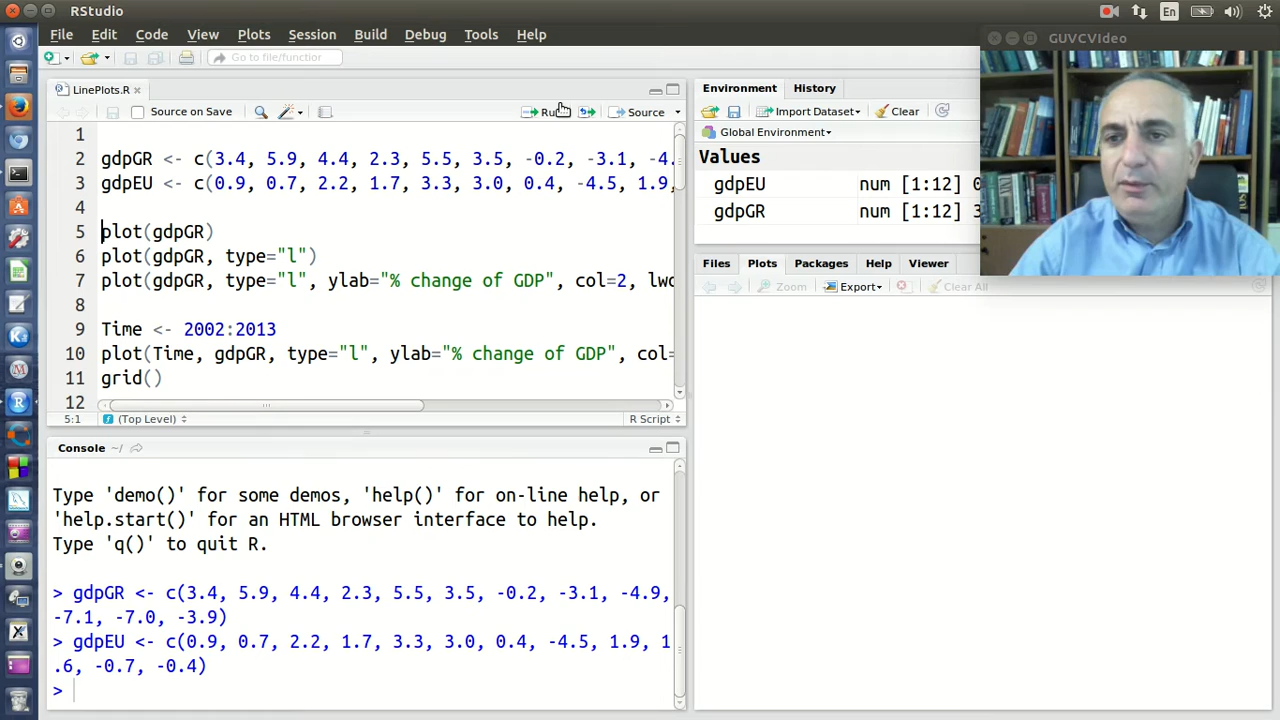 RStudio
En
File Edit Code View Plots Session Build Debug Tools Help
GUVCVIdeo
Go to file/function
LinePlots.R
Environment History
Source on Save
Run
Source
Import Dataset
Clear
Global Environment
1
2 gdpGR <- c(3.4, 5.9, 4.4, 2.3, 5.5, 3.5, -0.2, -3.1, -4.
3 gdpEU <- c(0.9, 0.7, 2.2, 1.7, 3.3, 3.0, 0.4, -4.5, 1.9,
4
5 plot(gdpGR)
6 plot(gdpGR, type="l")
7 plot(gdpGR, type="l", ylab="% change of GDP", col=2, lwd
8
9 Time <- 2002:2013
10 plot(Time, gdpGR, type="l", ylab="% change of GDP", col=
11 grid()
12
5:1 (Top Level) R Script
Values
gdpEU num [1:12] 0
gdpGR num [1:12] 3
Files Plots Packages Help Viewer
Zoom Export Clear All
Console ~/
Type 'demo()' for some demos, 'help()' for on-line help, or
'help.start()' for an HTML browser interface to help.
Type 'q()' to quit R.
> gdpGR <- c(3.4, 5.9, 4.4, 2.3, 5.5, 3.5, -0.2, -3.1, -4.9,
-7.1, -7.0, -3.9)
> gdpEU <- c(0.9, 0.7, 2.2, 1.7, 3.3, 3.0, 0.4, -4.5, 1.9, 1
.6, -0.7, -0.4)
>